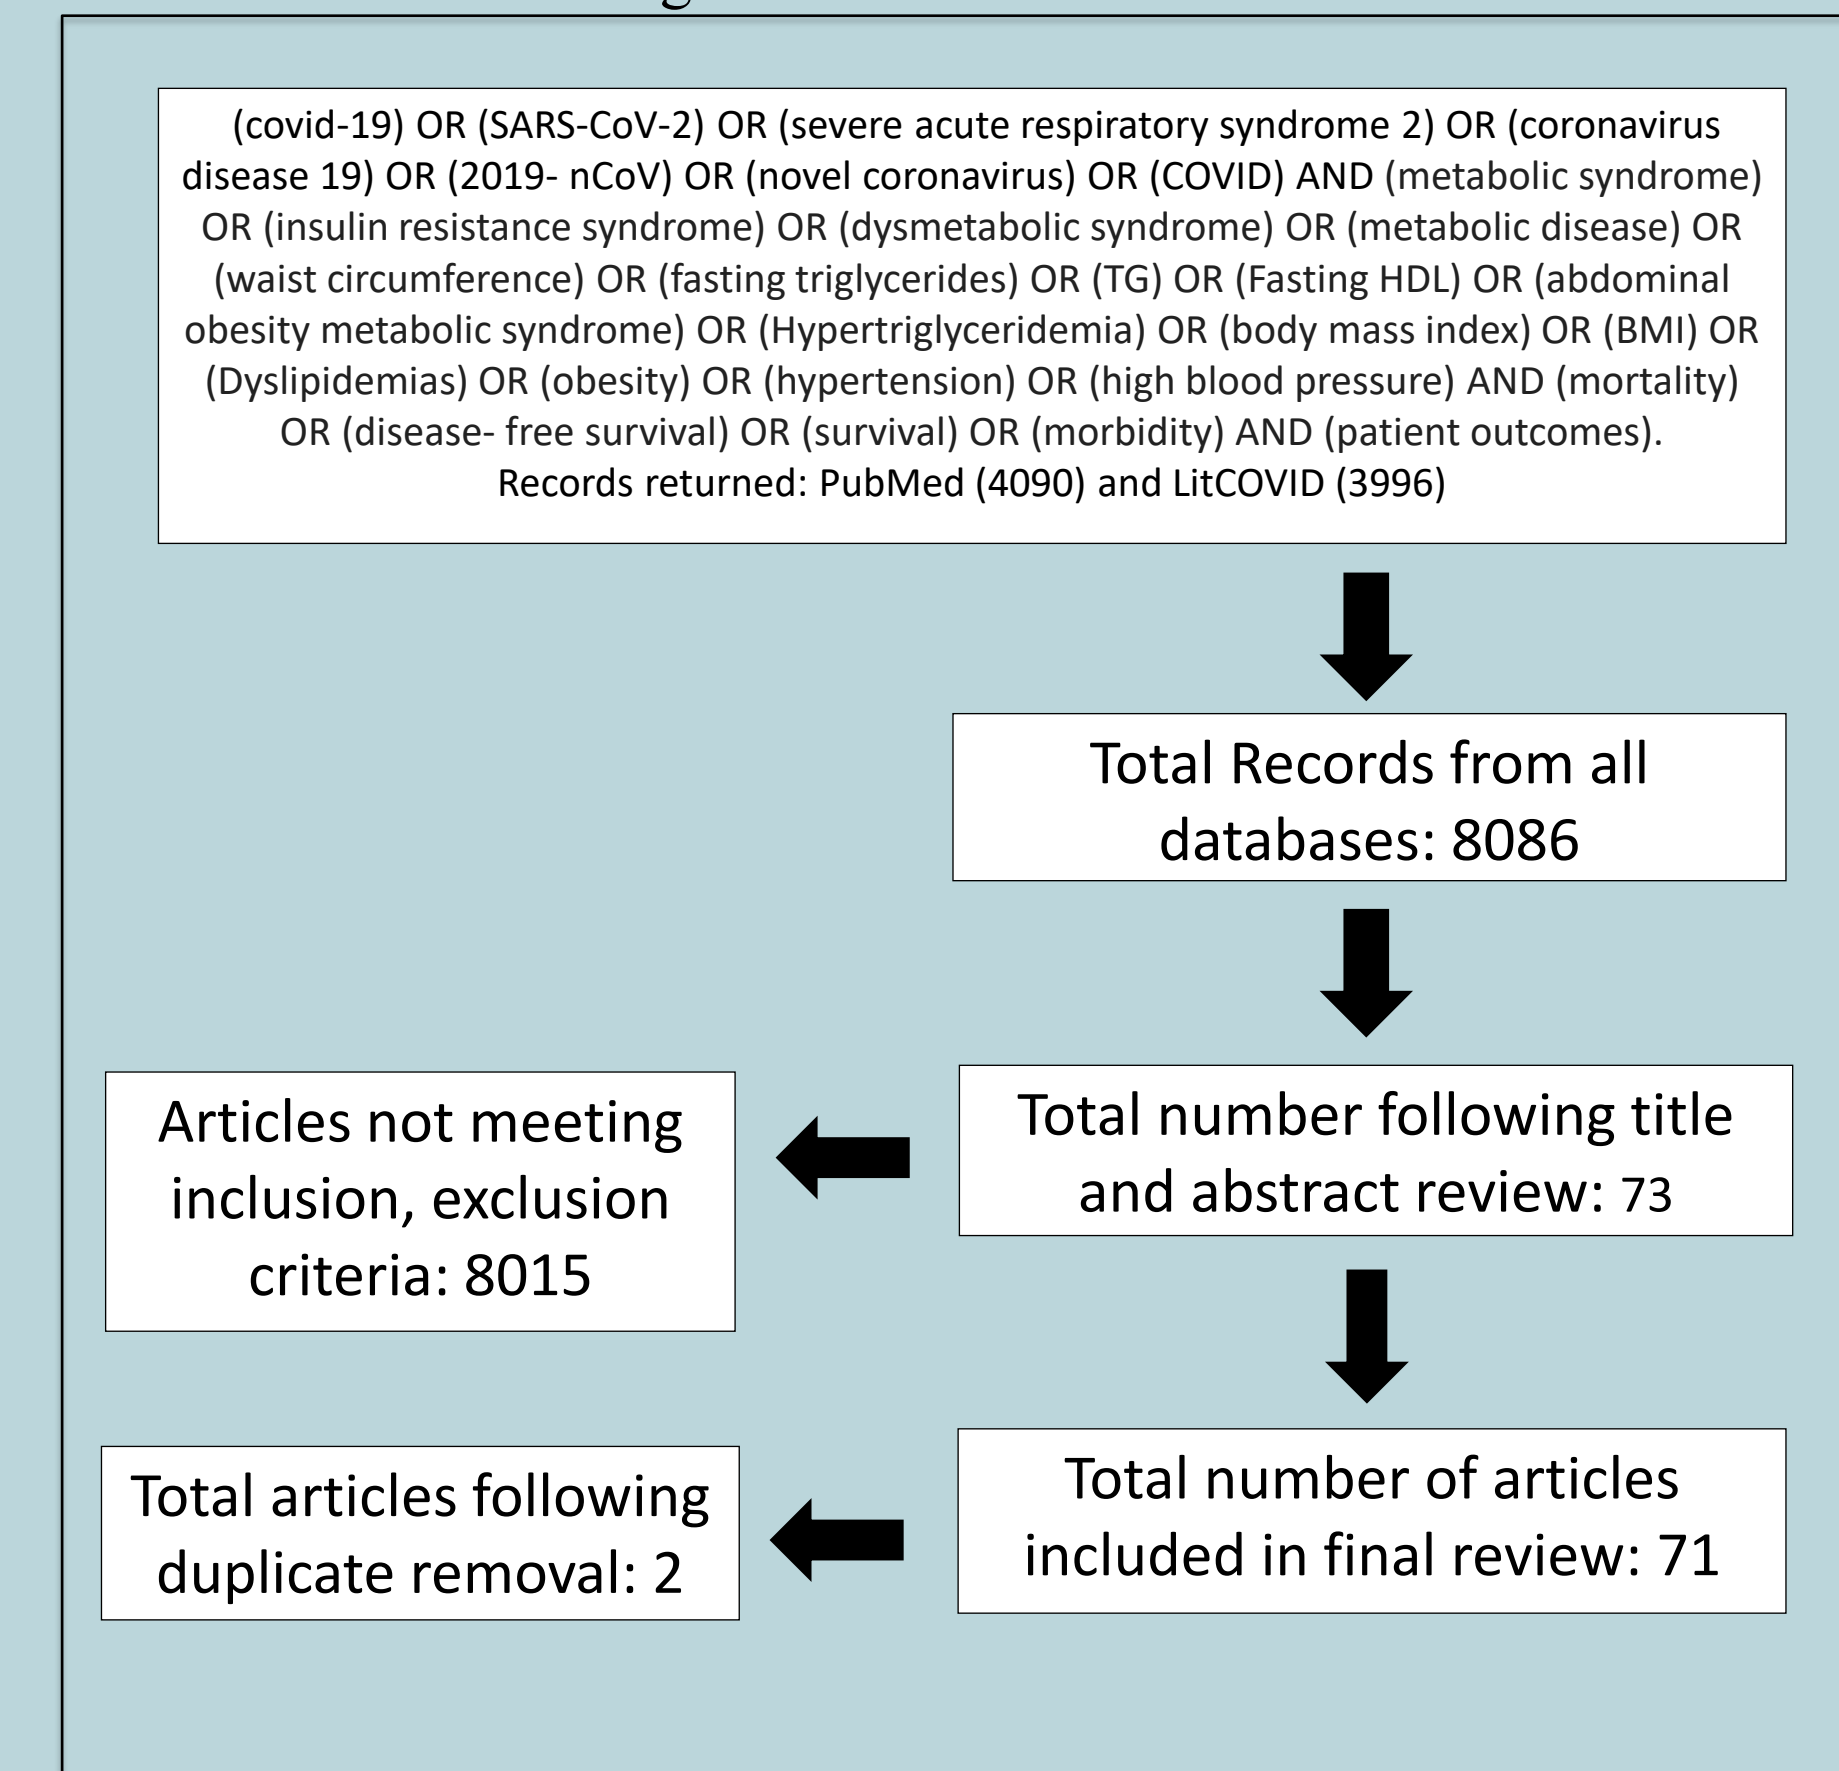 (covid-19) OR (SARS-CoV-2) OR (severe acute respiratory syndrome 2) OR (coronavirus
disease 19) OR (2019- nCoV) OR (novel coronavirus) OR (COVID) AND (metabolic syndrome)
OR (insulin resistance syndrome) OR (dysmetabolic syndrome) OR (metabolic disease) OR
(waist circumference) OR (fasting triglycerides) OR (TG) OR (Fasting HDL) OR (abdominal
obesity metabolic syndrome) OR (Hypertriglyceridemia) OR (body mass index) OR (BMI) OR
(Dyslipidemias) OR (obesity) OR (hypertension) OR (high blood pressure) AND (mortality)
OR (disease- free survival) OR (survival) OR (morbidity) AND (patient outcomes).
Records returned: PubMed (4090) and LitCOVID (3996)
Total Records from all
databases: 8086
Total number following title
and abstract review: 73
Articles not meeting
inclusion, exclusion
criteria: 8015
Total number of articles
included in final review: 71
Total articles following
duplicate removal: 2